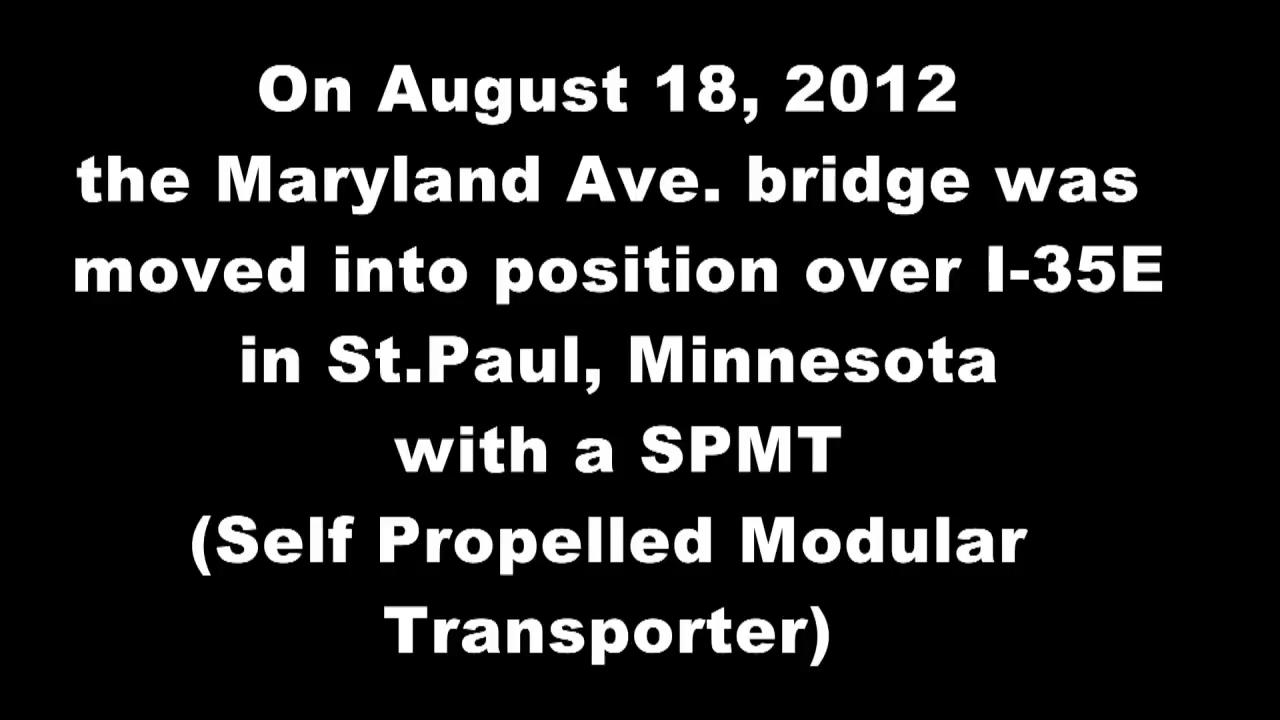 On August 18, 2012
the Maryland Ave. bridge was
moved into position over I-35E
in St.Paul, Minnesota
with a SPMT
(Self Propelled Modular
Transporter)